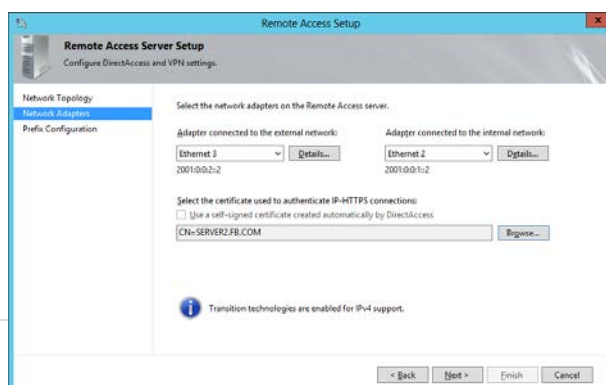 Remote Access Setup
Remote Access Server Setup
Configure DirectAccess and VPN settings.
Network Topology
Network Adapters
Prefix Configuration
Select the network adapters on the Remote Access server.
Adapter connected to the external network:
Adapter connected to the internal network:
Ethernet 3
Details...
Ethernet 2
Details...
2001:0:0:2::2
2001:0:0:1::2
Select the certificate used to authenticate IP-HTTPS connections:
Use a self-signed certificate created automatically by DirectAccess
CN=SERVER2.FB.COM
Browse...
Transition technologies are enabled for IPv4 support.
< Back
Next >
Finish
Cancel